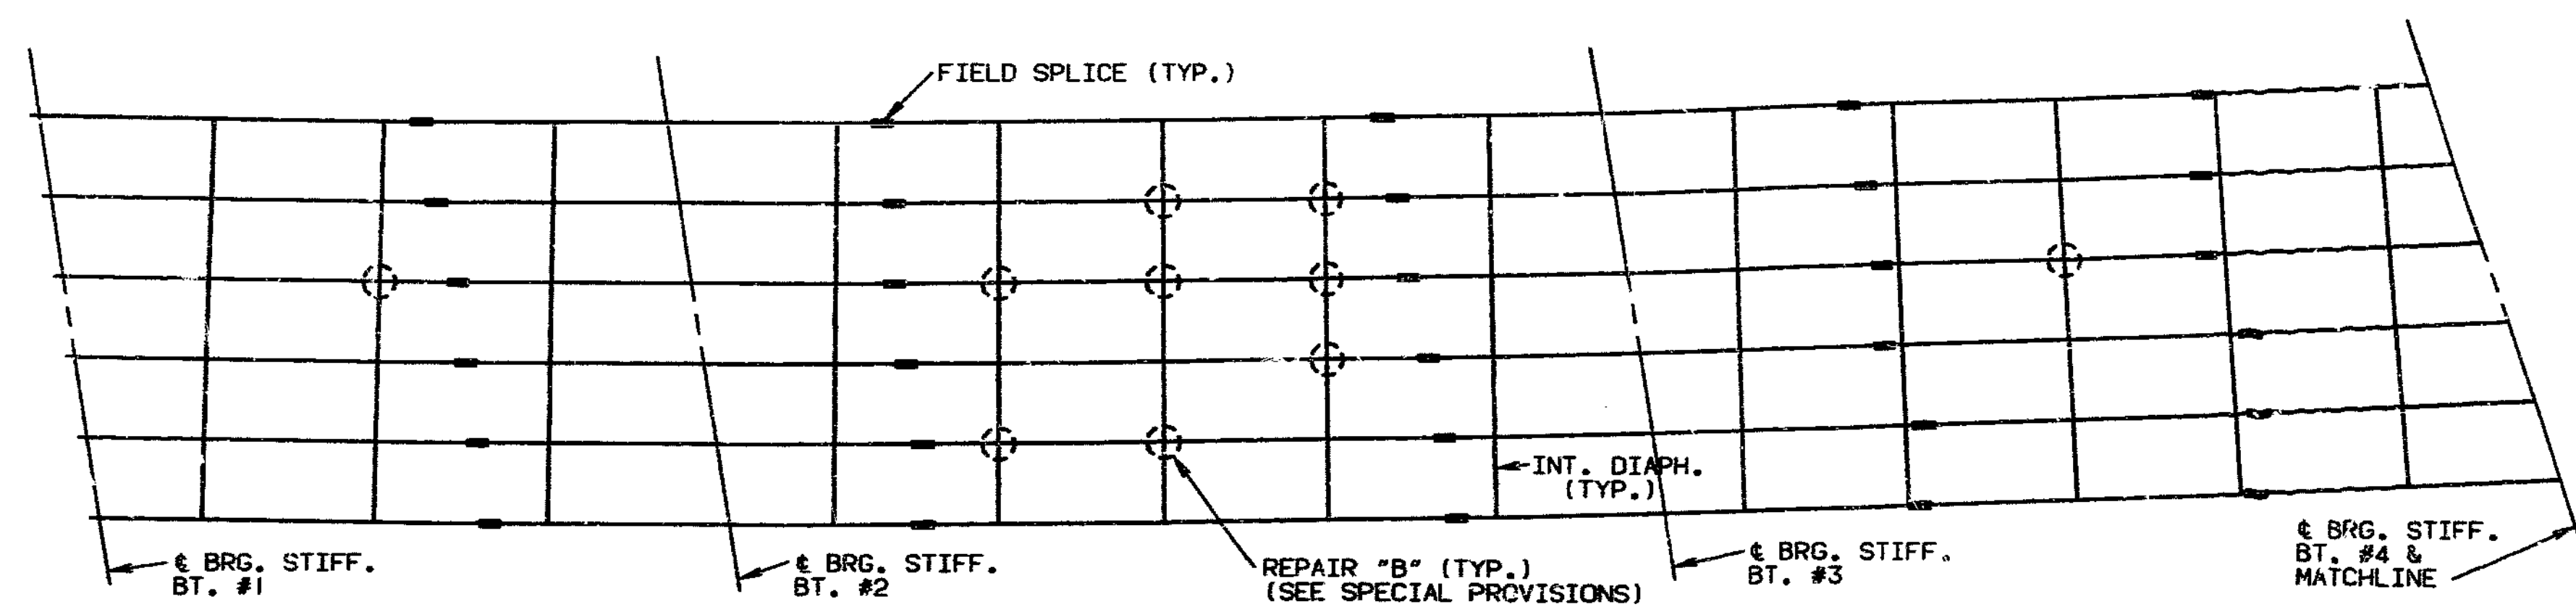 FIELD SPLICE (TYP.)
INT. DIAPH.
(TYP.)
℄ BRG. STIFF.
BT. #1
℄ BRG. STIFF.
BT. #2
REPAIR "B" (TYP.)
(SEE SPECIAL PROVISIONS)
℄ BRG. STIFF.
BT. #3
℄ BRG. STIFF.
BT. #4 &
MATCHLINE